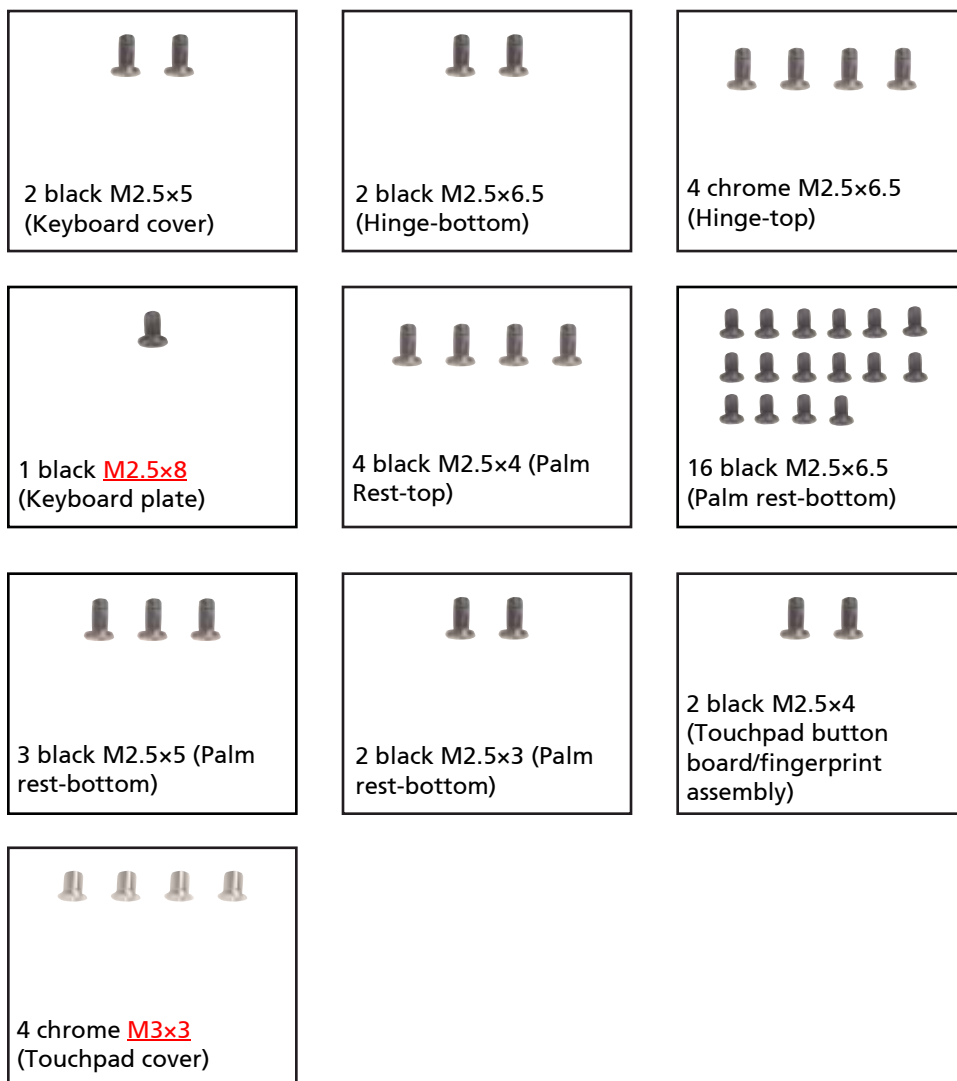 2 black M2.5×5
(Keyboard cover)
2 black M2.5×6.5
(Hinge-bottom)
4 chrome M2.5×6.5
(Hinge-top)
1 black M2.5×8
(Keyboard plate)
4 black M2.5×4 (Palm
Rest-top)
16 black M2.5×6.5
(Palm rest-bottom)
3 black M2.5×5 (Palm
rest-bottom)
2 black M2.5×3 (Palm
rest-bottom)
2 black M2.5×4
(Touchpad button
board/fingerprint
assembly)
4 chrome M3×3
(Touchpad cover)